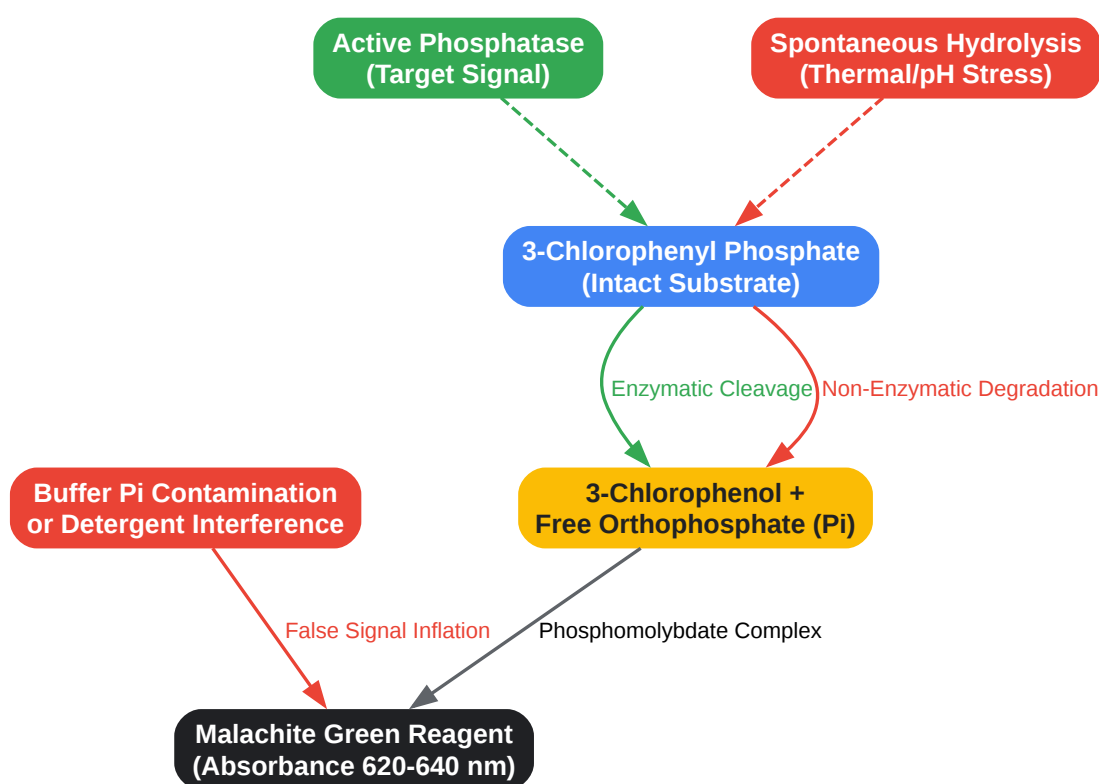 Active Phosphatase
(Target Signal)
Spontaneous Hydrolysis
(Thermal/pH Stress)
3-Chlorophenyl Phosphate
(Intact Substrate)
Enzymatic Cleavage
Non-Enzymatic Degradation
Buffer Pi Contamination
or Detergent Interference
3-Chlorophenol +
Free Orthophosphate (Pi)
False Signal Inflation
Phosphomolybdate Complex
Malachite Green Reagent
(Absorbance 620-640 nm)